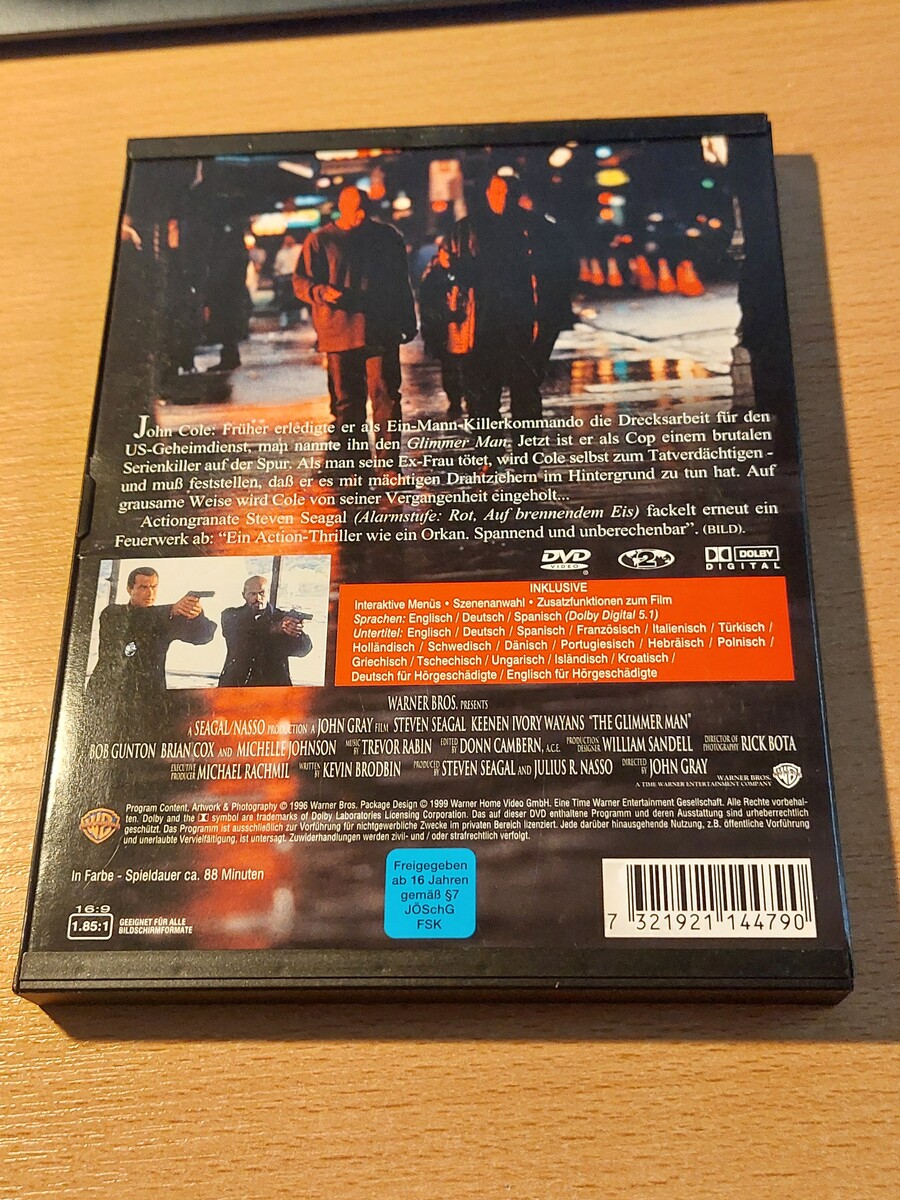 John Cole: Früher erledigte er als Ein-Mann-Killerkommando die Drecksarbeit für den
US-Geheimdienst, man nannte ihn den Glimmer Man. Jetzt ist er als Cop einem brutalen
Serienkiller auf der Spur. Als man seine Ex-Frau tötet, wird Cole selbst zum Tatverdächtigen -
und muß feststellen, daß er es mit mächtigen Drahtziehern im Hintergrund zu tun hat. Auf
grausame Weise wird Cole von seiner Vergangenheit eingeholt...
Actiongranate Steven Seagal (Alarmstufe: Rot, Auf brennendem Eis) fackelt erneut ein
Feuerwerk ab: “Ein Action-Thriller wie ein Orkan. Spannend und unberechenbar”. (BILD).
DVD VIDEO 2 DOLBY DIGITAL
INKLUSIVE
Interaktive Menüs • Szenenanwahl • Zusatzfunktionen zum Film
Sprachen: Englisch / Deutsch / Spanisch (Dolby Digital 5.1)
Untertitel: Englisch / Deutsch / Spanisch / Französisch / Italienisch / Türkisch /
Holländisch / Schwedisch / Dänisch / Portugiesisch / Hebräisch / Polnisch /
Griechisch / Tschechisch / Ungarisch / Isländisch / Kroatisch /
Deutsch für Hörgeschädigte / Englisch für Hörgeschädigte
WARNER BROS. PRESENTS
A SEAGAL/NASSO PRODUCTION A JOHN GRAY FILM STEVEN SEAGAL KEENEN IVORY WAYANS "THE GLIMMER MAN"
BOB GUNTON BRIAN COX AND MICHELLE JOHNSON MUSIC BY TREVOR RABIN EDITED BY DONN CAMBERN, A.C.E. PRODUCTION DESIGNER WILLIAM SANDELL DIRECTOR OF PHOTOGRAPHY RICK BOTA
EXECUTIVE PRODUCER MICHAEL RACHMIL WRITTEN BY KEVIN BRODBIN PRODUCED BY STEVEN SEAGAL AND JULIUS R. NASSO DIRECTED BY JOHN GRAY
WARNER BROS.
A TIME WARNER ENTERTAINMENT COMPANY
Program Content, Artwork & Photography © 1996 Warner Bros. Package Design © 1999 Warner Home Video GmbH. Eine Time Warner Entertainment Gesellschaft. Alle Rechte vorbehal-
ten. Dolby and the symbol are trademarks of Dolby Laboratories Licensing Corporation. Das auf dieser DVD enthaltene Programm und deren Ausstattung sind urheberrechtlich
geschützt. Das Programm ist ausschließlich zur Vorführung für nichtgewerbliche Zwecke im privaten Bereich lizenziert. Jede darüber hinausgehende Nutzung, z.B. öffentliche Vorführung
und unerlaubte Vervielfältigung, ist untersagt. Zuwiderhandlungen werden zivil- und / oder strafrechtlich verfolgt.
In Farbe - Spieldauer ca. 88 Minuten
Freigegeben
ab 16 Jahren
gemäß §7
JÖSchG
FSK
16:9
1.85:1
GEEIGNET FÜR ALLE
BILDSCHIRMFORMATE
7 321921 144790